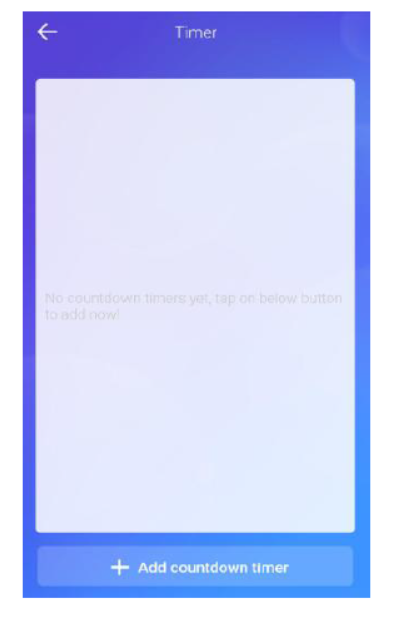 Timer
No countdown timers yet, tap on below button
to add now!
Add countdown timer